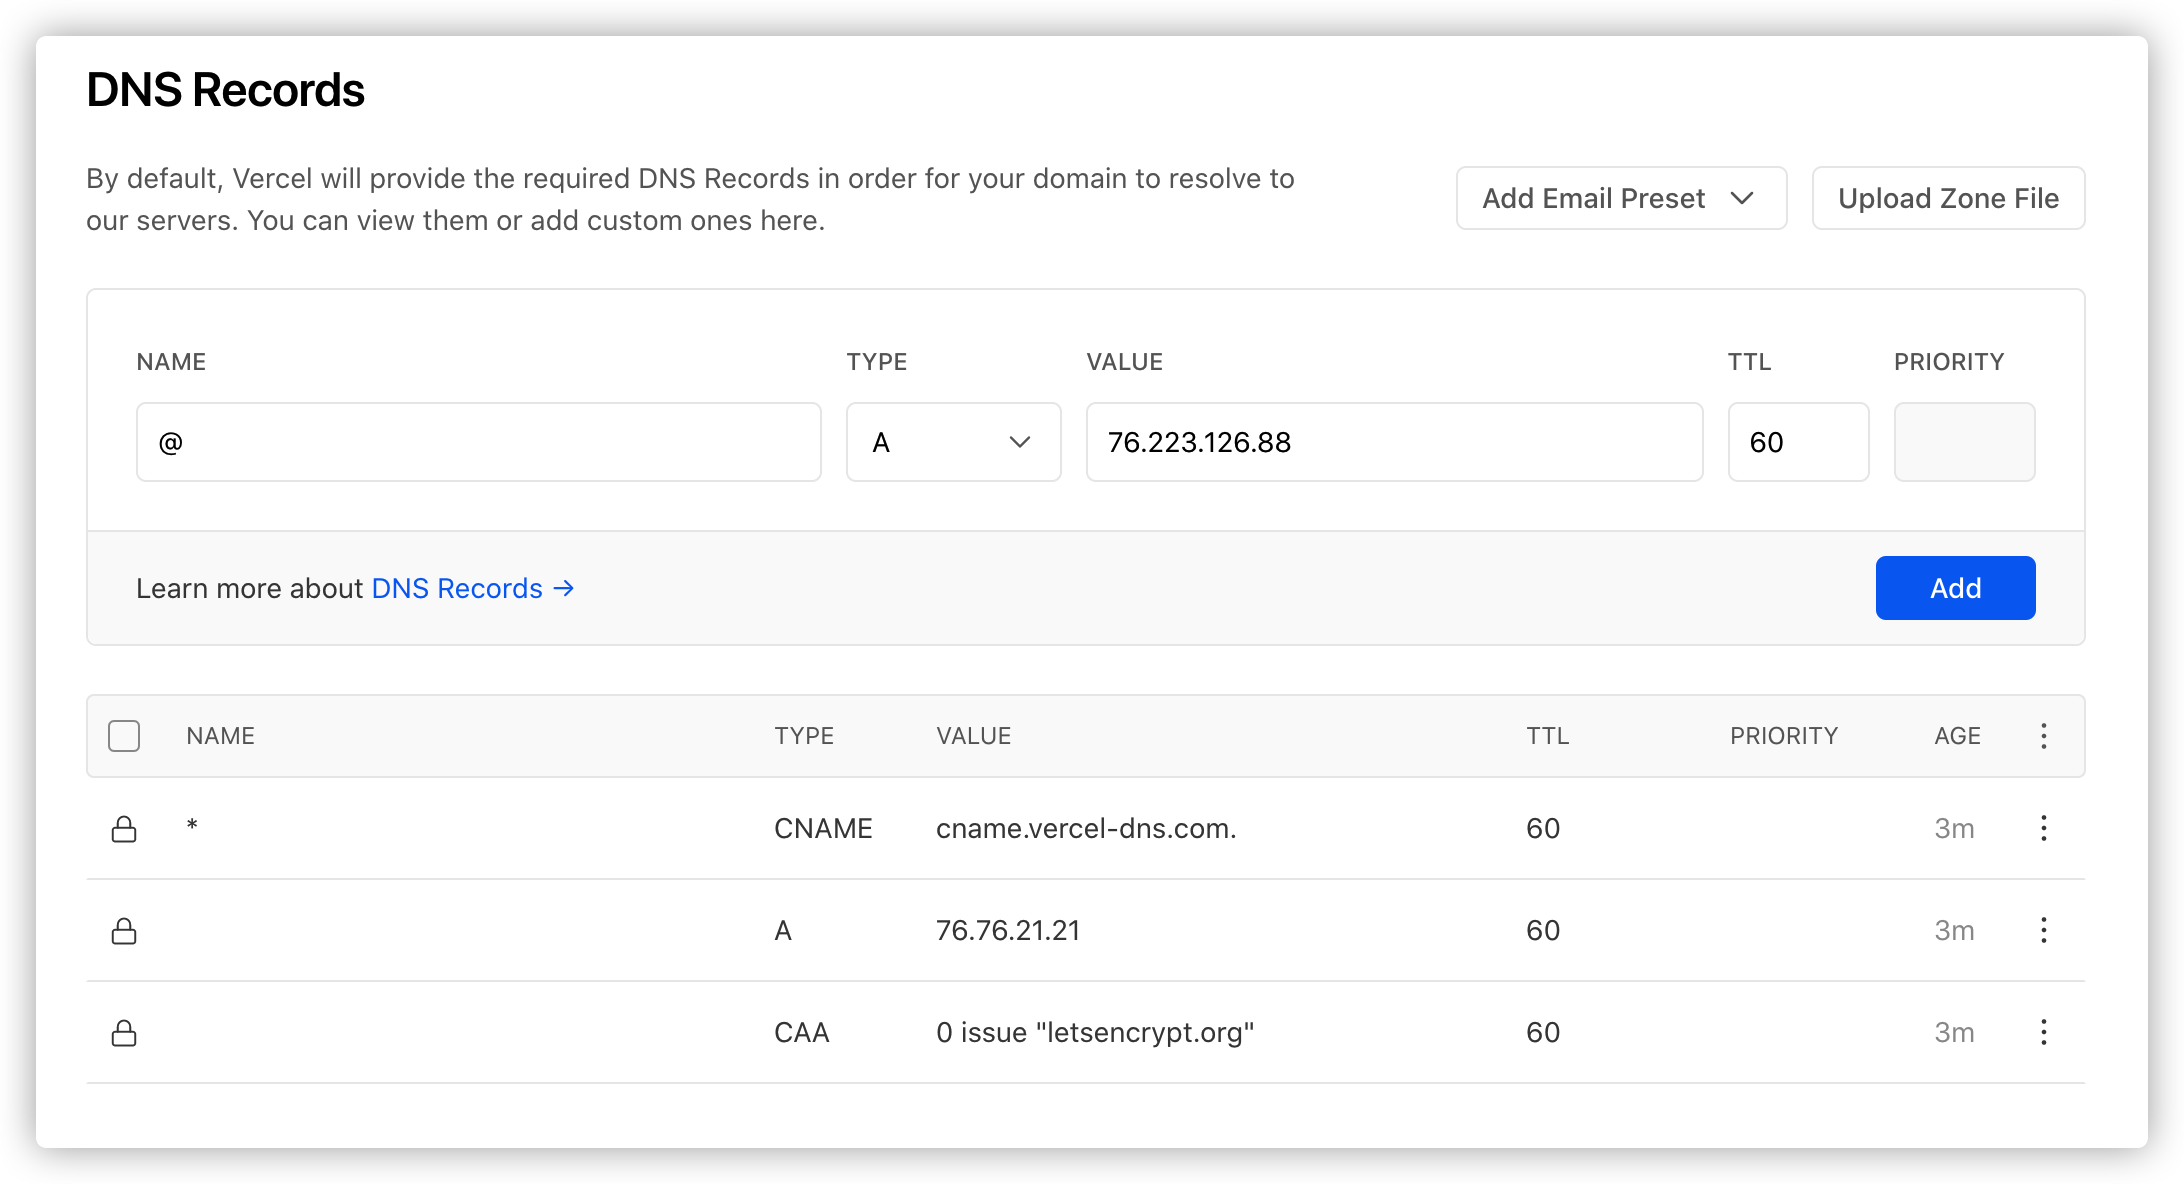 DNS Records
By default, Vercel will provide the required DNS Records in order for your domain to resolve to
our servers. You can view them or add custom ones here.
Add Email Preset
Upload Zone File
NAME TYPE VALUE TTL PRIORITY
@ A 76.223.126.88 60
Learn more about DNS Records →
Add
NAME TYPE VALUE TTL PRIORITY AGE
* CNAME cname.vercel-dns.com. 60 3m
A 76.76.21.21 60 3m
CAA 0 issue "letsencrypt.org" 60 3m